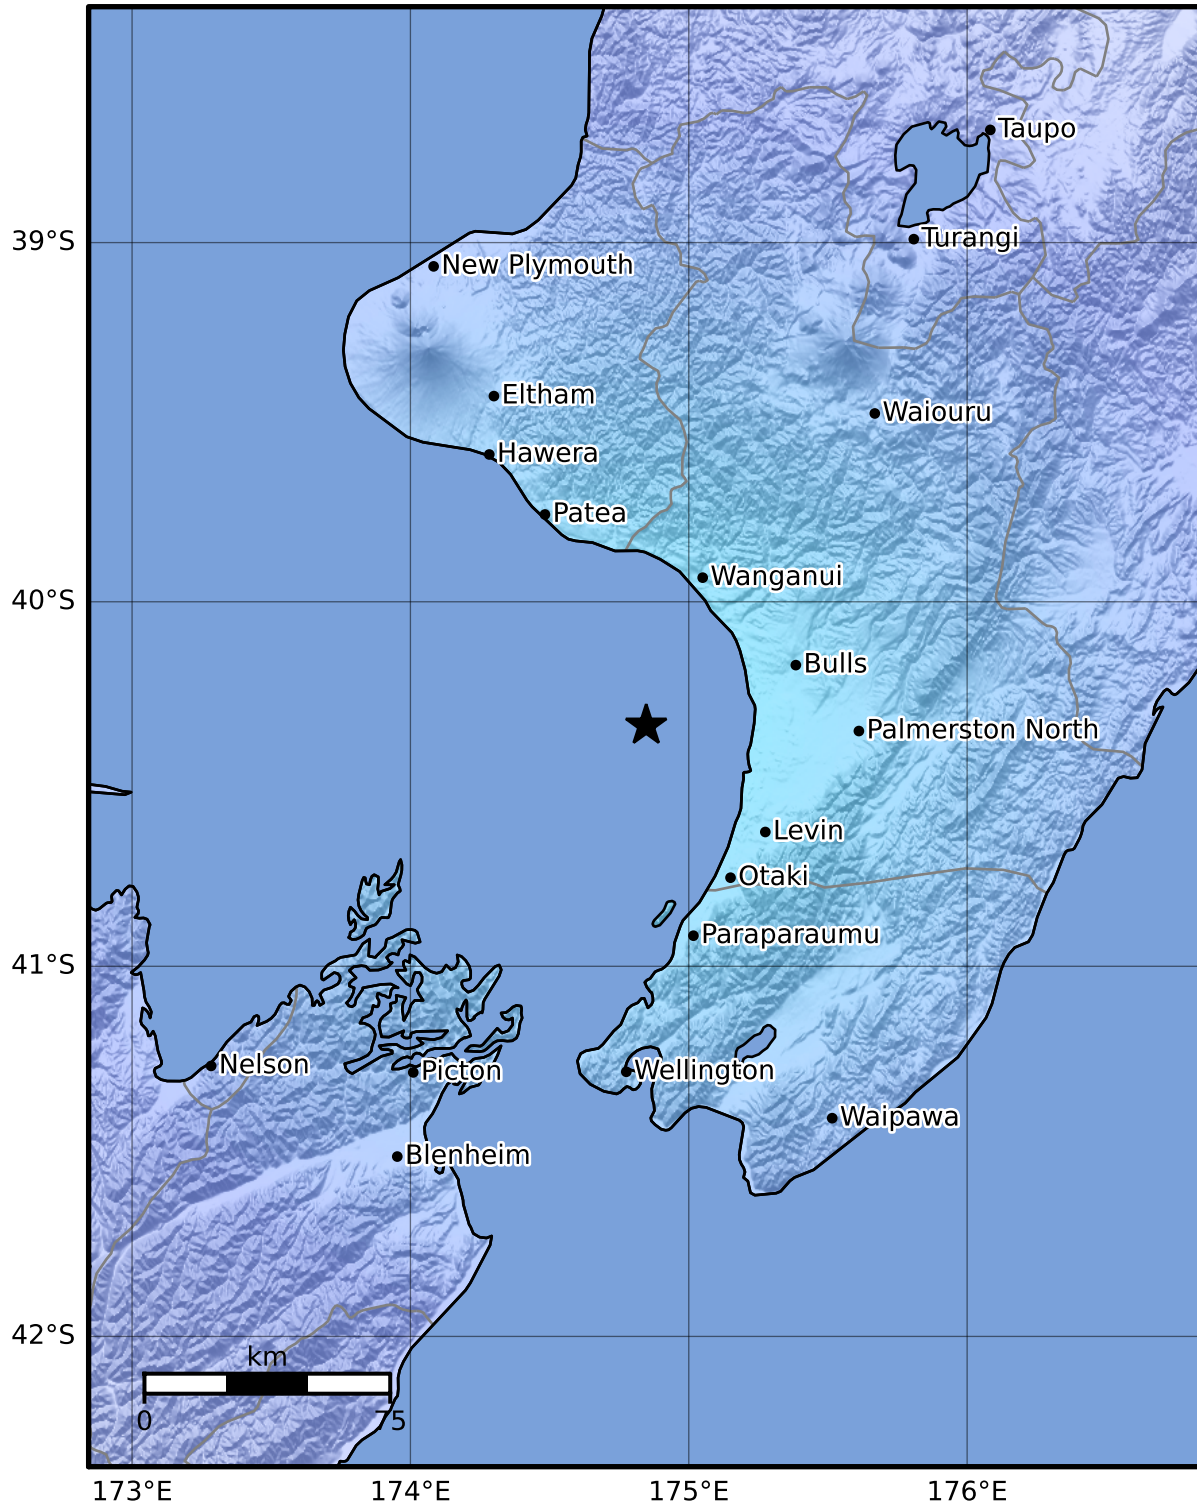 Taupo
39°S
Turangi
New Plymouth
Eltham
Waiouru
Hawera
Patea
Wanganui
40°S
Bulls
Palmerston North
Levin
Otaki
Paraparaumu
41°S
Nelson
Picton
Wellington
Waipawa
Blenheim
42°S
km
0 75
173°E 174°E 175°E 176°E